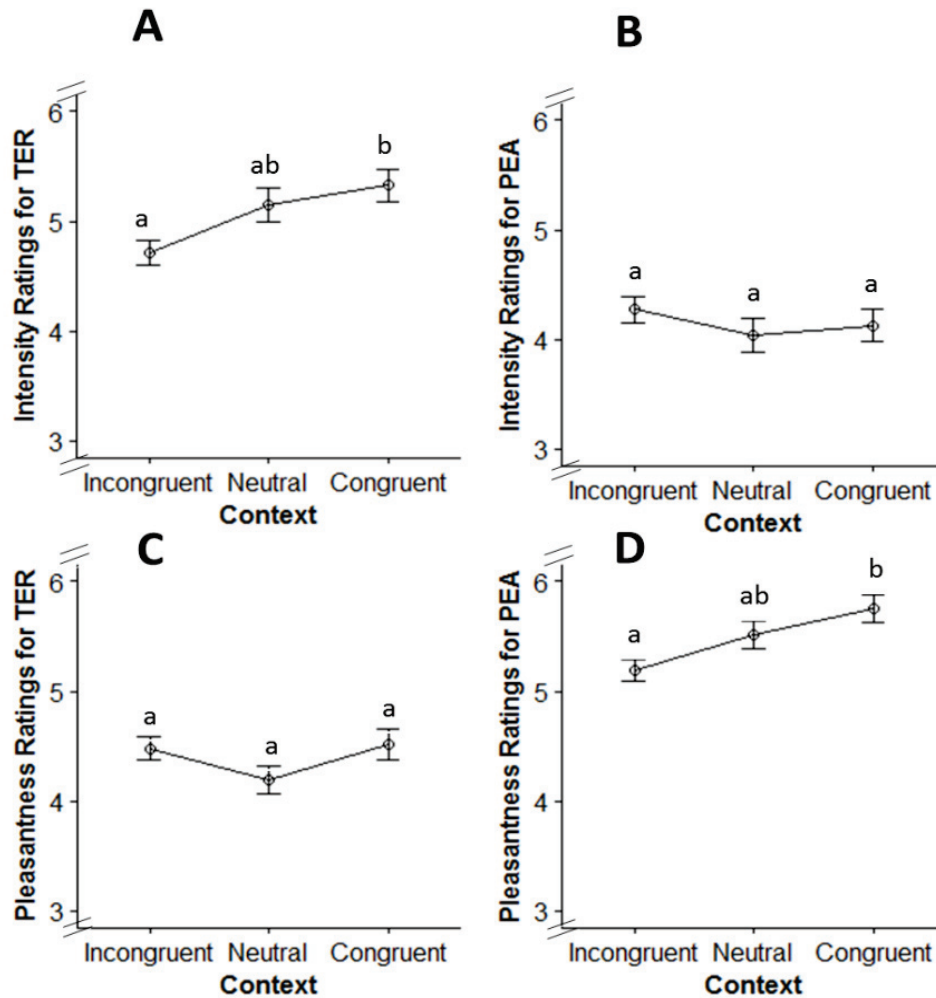 A
Intensity Ratings for TER
6
5
4
3
a
ab
b
Incongruent Neutral Congruent
Context
B
Intensity Ratings for PEA
6
5
4
3
a
a
a
Incongruent Neutral Congruent
Context
C
Pleasantness Ratings for TER
6
5
4
3
a
a
a
Incongruent Neutral Congruent
Context
D
Pleasantness Ratings for PEA
6
5
4
3
a
ab
b
Incongruent Neutral Congruent
Context